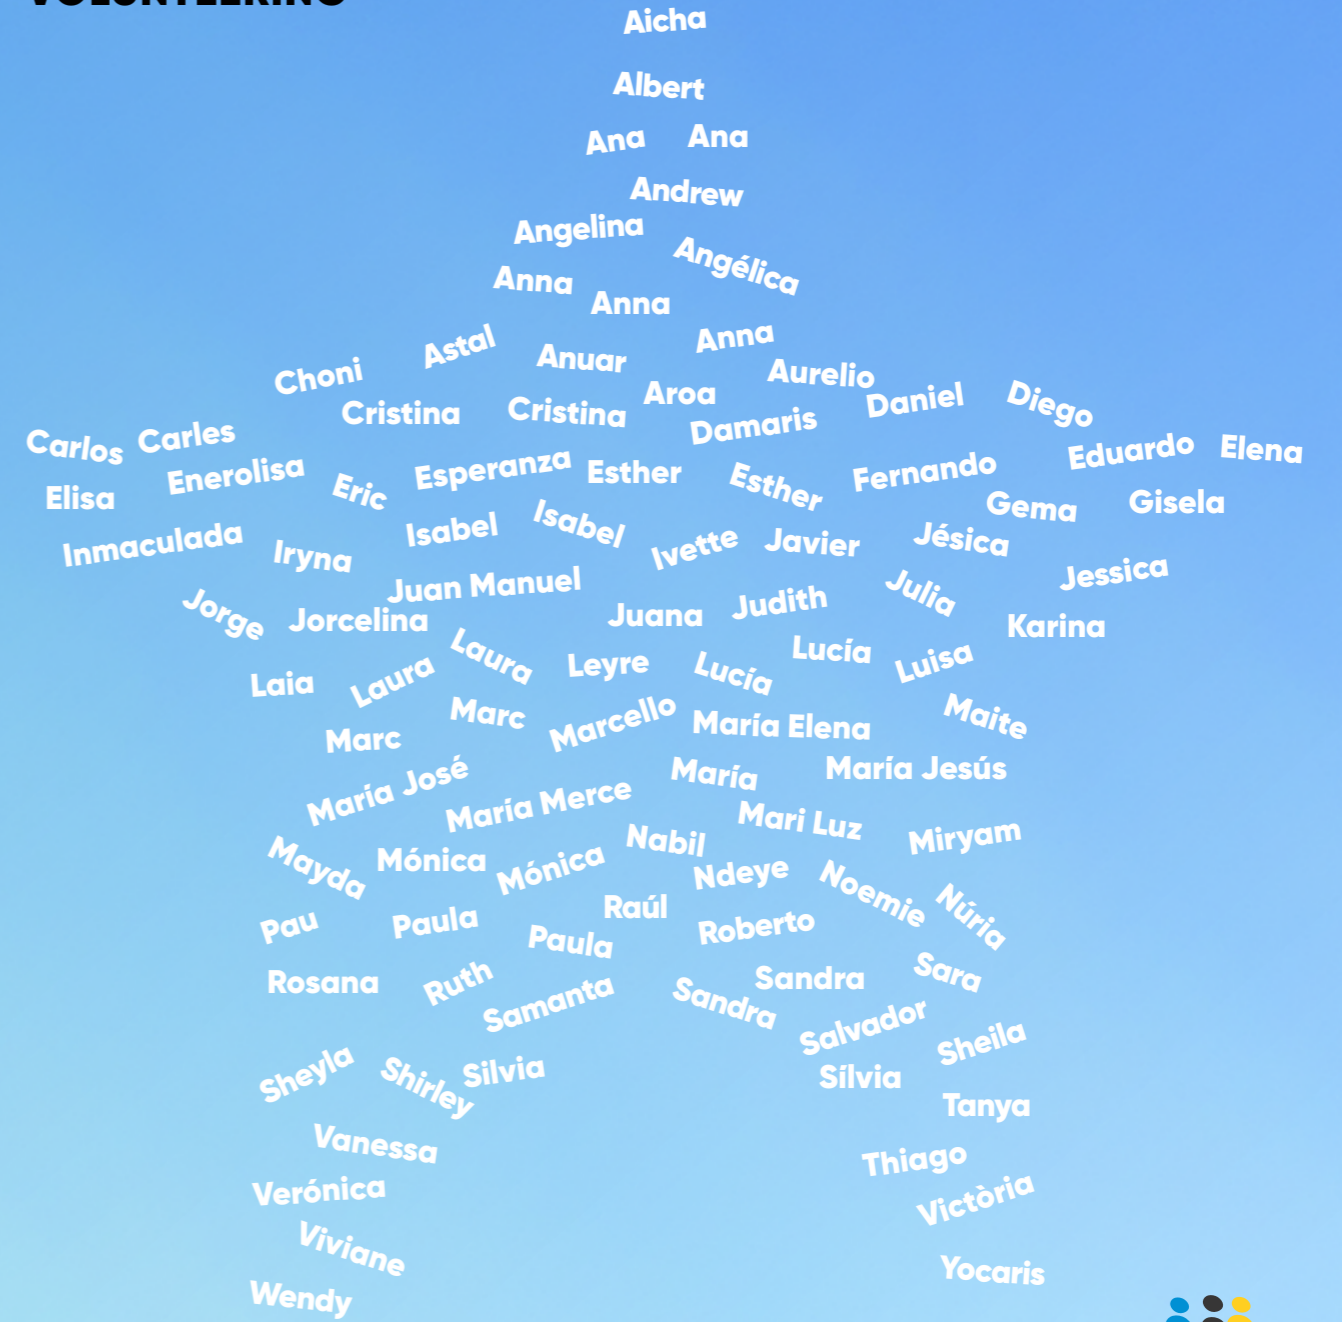 VOLUNTEERING
Aicha
Albert
Ana Ana
Andrew
Angelina Angélica
Anna Anna
Anna
Choni Astal Anuar Aurelio
Cristina Cristina Aroa Damaris Daniel Diego
Carlos Carles Eduardo Elena
Elisa Enerolisa Eric Esperanza Esther Esther Fernando Gema Gisela
Inmaculada Iryna Isabel Isabel Ivette Javier Jésica Jessica
Jorge Jorcelina Juan Manuel Juana Judith Julia Karina
Laia Laura Laura Leyre Lucía Lucía Luisa Maite
Marc Marc Marcello María Elena
María José María Merce María María Jesús
Mari Luz Miryam
Mayda Mónica Mónica Nabil Ndeye Noemie Núria
Pau Paula Paula Raúl Roberto
Rosana Ruth Samanta Sandra Sandra Salvador Sara
Sheyla Shirley Silvia Sílvia Sheila
Tanya
Vanessa Thiago
Verónica Victòria
Viviane
Wendy Yocaris